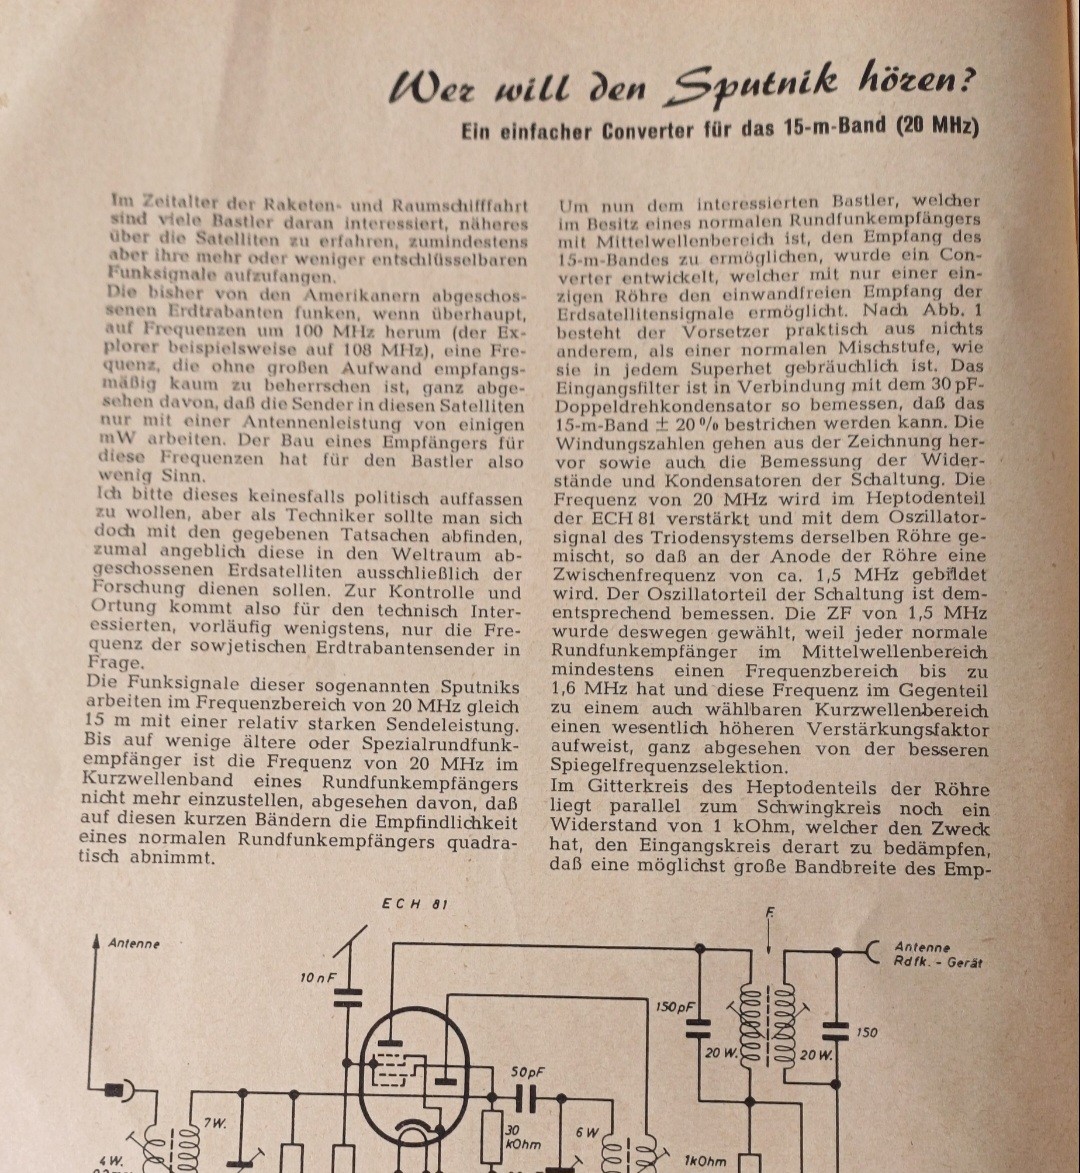 Wer will den Sputnik hören?
Ein einfacher Converter für das 15-m-Band (20 MHz)
Im Zeitalter der Raketen- und Raumschifffahrt
sind viele Bastler daran interessiert, näheres
über die Satelliten zu erfahren, zumindestens
aber ihre mehr oder weniger entschlüsselbaren
Funksignale aufzufangen.
Die bisher von den Amerikanern abgeschos-
senen Erdtrabanten funken, wenn überhaupt,
auf Frequenzen um 100 MHz herum (der Ex-
plorer beispielsweise auf 108 MHz), eine Fre-
quenz, die ohne großen Aufwand empfangs-
mäßig kaum zu beherrschen ist, ganz abge-
sehen davon, daß die Sender in diesen Satelliten
nur mit einer Antennenleistung von einigen
mW arbeiten. Der Bau eines Empfängers für
diese Frequenzen hat für den Bastler also
wenig Sinn.
Ich bitte dieses keinesfalls politisch auffassen
zu wollen, aber als Techniker sollte man sich
doch mit den gegebenen Tatsachen abfinden,
zumal angeblich diese in den Weltraum ab-
geschossenen Erdsatelliten ausschließlich der
Forschung dienen sollen. Zur Kontrolle und
Ortung kommt also für den technisch Inter-
essierten, vorläufig wenigstens, nur die Fre-
quenz der sowjetischen Erdtrabantensender in
Frage.
Die Funksignale dieser sogenannten Sputniks
arbeiten im Frequenzbereich von 20 MHz gleich
15 m mit einer relativ starken Sendeleistung.
Bis auf wenige ältere oder Spezialrundfunk-
empfänger ist die Frequenz von 20 MHz im
Kurzwellenband eines Rundfunkempfängers
nicht mehr einzustellen, abgesehen davon, daß
auf diesen kurzen Bändern die Empfindlichkeit
eines normalen Rundfunkempfängers quadra-
tisch abnimmt.
Um nun dem interessierten Bastler, welcher
im Besitz eines normalen Rundfunkempfängers
mit Mittelwellenbereich ist, den Empfang des
15-m-Bandes zu ermöglichen, wurde ein Con-
verter entwickelt, welcher mit nur einer ein-
zigen Röhre den einwandfreien Empfang der
Erdsatellitensignale ermöglicht. Nach Abb. 1
besteht der Vorsetzer praktisch aus nichts
anderem, als einer normalen Mischstufe, wie
sie in jedem Superhet gebräuchlich ist. Das
Eingangsfilter ist in Verbindung mit dem 30 pF-
Doppeldrehkondensator so bemessen, daß das
15-m-Band ± 20 % bestrichen werden kann. Die
Windungszahlen gehen aus der Zeichnung her-
vor sowie auch die Bemessung der Wider-
stände und Kondensatoren der Schaltung. Die
Frequenz von 20 MHz wird im Heptodenteil
der ECH 81 verstärkt und mit dem Oszillator-
signal des Triodensystems derselben Röhre ge-
mischt, so daß an der Anode der Röhre eine
Zwischenfrequenz von ca. 1,5 MHz gebildet
wird. Der Oszillatorteil der Schaltung ist dem-
entsprechend bemessen. Die ZF von 1,5 MHz
wurde deswegen gewählt, weil jeder normale
Rundfunkempfänger im Mittelwellenbereich
mindestens einen Frequenzbereich bis zu
1,6 MHz hat und diese Frequenz im Gegenteil
zu einem auch wählbaren Kurzwellenbereich
einen wesentlich höheren Verstärkungsfaktor
aufweist, ganz abgesehen von der besseren
Spiegelfrequenzselektion.
Im Gitterkreis des Heptodenteils der Röhre
liegt parallel zum Schwingkreis noch ein
Widerstand von 1 kOhm, welcher den Zweck
hat, den Eingangskreis derart zu bedämpfen,
daß eine möglichst große Bandbreite des Emp-
ECH 81
F.
Antenne
Antenne
Rdfk. - Gerät
10 nF
150pF
20 W.
20 W.
150
50pF
7W.
30
kOhm
6 W
4 W.
1kOhm